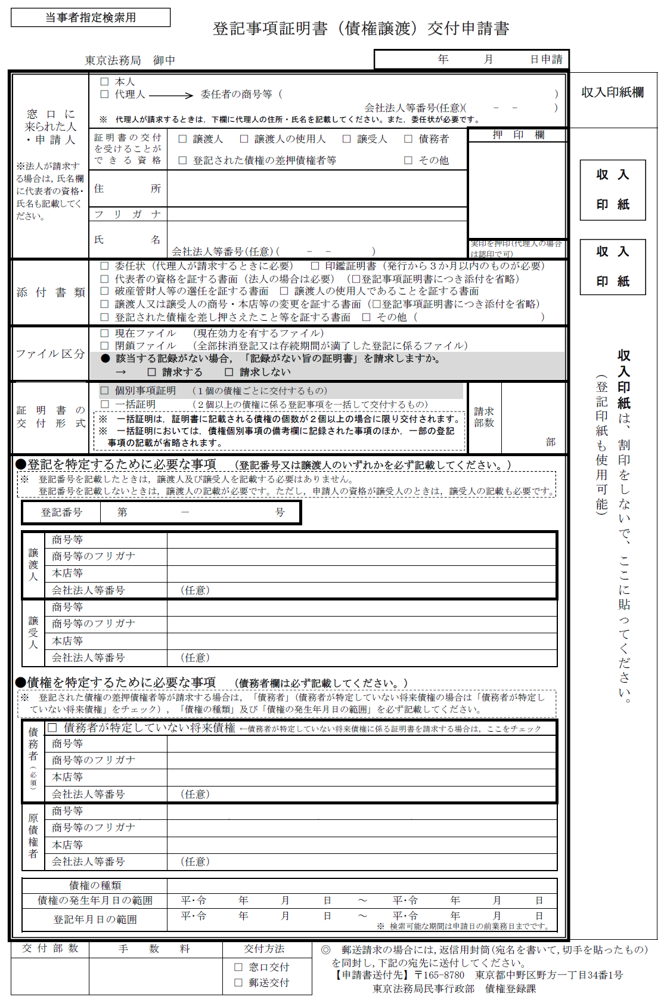 当事者指定検索用
登記事項証明書（債権譲渡）交付申請書
東京法務局　御中
年　月　日申請
窓口に
来られた人
・申請人
※法人が請求す
る場合は，氏名欄
に代表者の資格・
氏名も記載してく
ださい。
□ 本人
□ 代理人 → 委任者の商号等（　）
会社法人等番号(任意)(　－　－　)
※　代理人が請求するときは，下欄に代理人の住所・氏名を記載してください。また，委任状が必要です。
証明書の交付
を受けることが
できる資格
□ 譲渡人　□ 譲渡人の使用人　□ 譲受人　□ 債務者
□ 登記された債権の差押債権者等　□ その他
住　所
フリガナ
氏　名
会社法人等番号(任意)(　－　－　)
押印欄
実印を押印(代理人の場合
は認印で可)
添付書類
□ 委任状（代理人が請求するときに必要）　□ 印鑑証明書（発行から３か月以内のものが必要）
□ 代表者の資格を証する書面（法人の場合は必要）（□登記事項証明書につき添付を省略）
□ 破産管財人等の選任を証する書面　□ 譲渡人の使用人であることを証する書面
□ 譲渡人又は譲受人の商号・本店等の変更を証する書面（□登記事項証明書につき添付を省略）
□ 登記された債権を差し押さえたこと等を証する書面　□ その他（　）
ファイル区分
□ 現在ファイル　（現在効力を有するファイル）
□ 閉鎖ファイル　（全部抹消登記又は存続期間が満了した登記に係るファイル）
● 該当する記録がない場合，「記録がない旨の証明書」を請求しますか。
→　□ 請求する　□ 請求しない
証明書の
交付形式
□ 個別事項証明　（１個の債権ごとに交付するもの）
□ 一括証明　（２個以上の債権に係る登記事項を一括して交付するもの）
※　一括証明は，証明書に記載される債権の個数が２個以上の場合に限り交付されます。
※　一括証明においては，債権個別事項の備考欄に記録された事項のほか，一部の登記
事項の記載が省略されます。
請求
部数
部
●登記を特定するために必要な事項　（登記番号又は譲渡人のいずれかを必ず記載してください。）
※　登記番号を記載したときは，譲渡人及び譲受人を記載する必要はありません。
登記番号を記載しないときは，譲渡人の記載が必要です。ただし，申請人の資格が譲受人のときは，譲受人の記載も必要です。
登記番号　第　－　号
譲渡人
商号等
商号等のフリガナ
本店等
会社法人等番号　（任意）
譲受人
商号等
商号等のフリガナ
本店等
会社法人等番号　（任意）
●債権を特定するために必要な事項　（債務者欄は必ず記載してください。）
※　登記された債権の差押債権者等が請求する場合は，「債務者」（債務者が特定していない将来債権の場合は「債務者が特定し
ていない将来債権」をチェック），「債権の種類」及び「債権の発生年月日の範囲」を必ず記載してください。
債務者（必須）
□ 債務者が特定していない将来債権 ←債務者が特定していない将来債権に係る証明書を請求する場合は，ここをチェック
商号等
商号等のフリガナ
本店等
会社法人等番号　（任意）
原債権者
商号等
商号等のフリガナ
本店等
会社法人等番号　（任意）
債権の種類
債権の発生年月日の範囲　平・令　年　月　日　～　平・令　年　月　日
登記年月日の範囲　平・令　年　月　日　～　平・令　年　月　日
※ 検索可能な期間は申請日の前業務日までです。
交付部数　手数料　交付方法
□ 窓口交付
□ 郵送交付
◎　郵送請求の場合には,返信用封筒(宛名を書いて,切手を貼ったもの)
を同封し,下記の宛先に送付してください。
【申請書送付先】〒165-8780　東京都中野区野方一丁目34番1号
東京法務局民事行政部　債権登録課
収入印紙欄
収　入
印　紙
収　入
印　紙
収入印紙は、割印をしないで、ここに貼ってください。
（登記印紙も使用可能）